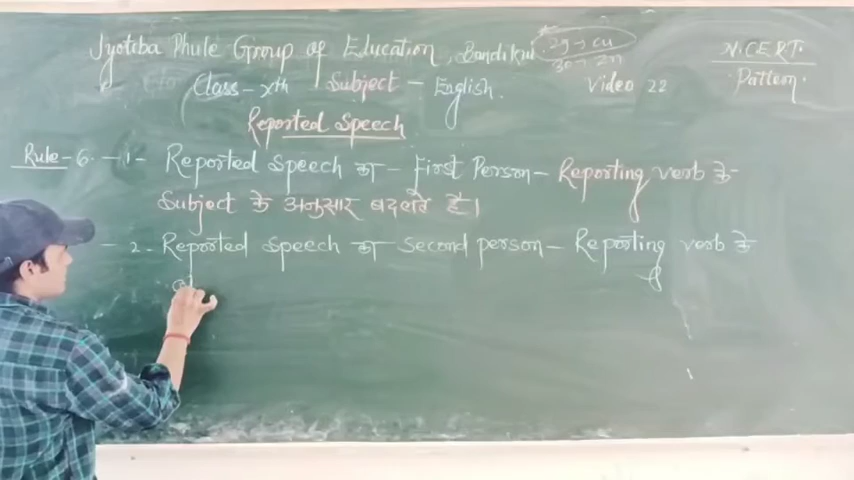 Jyotiba Phule Group of Education, Bandikui
N.C.E.R.T.
Class - Xth Subject - English.
Video 22
Pattern.
Reported Speech
Rule - 6. - 1 - Reported Speech का - First Person - Reporting verb के
Subject के अनुसार बदलते है।
- 2 - Reported speech का second person - Reporting verb के